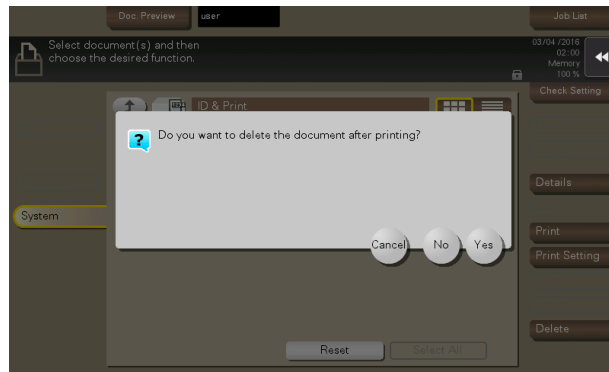 Doc. Preview
user
Job List
Select document(s) and then
choose the desired function.
03/04 /2016
02:00
Memory
100 %
Check Setting
ID & Print
Do you want to delete the document after printing?
Details
System
Cancel
No
Yes
Print
Print Setting
Delete
Reset
Select All